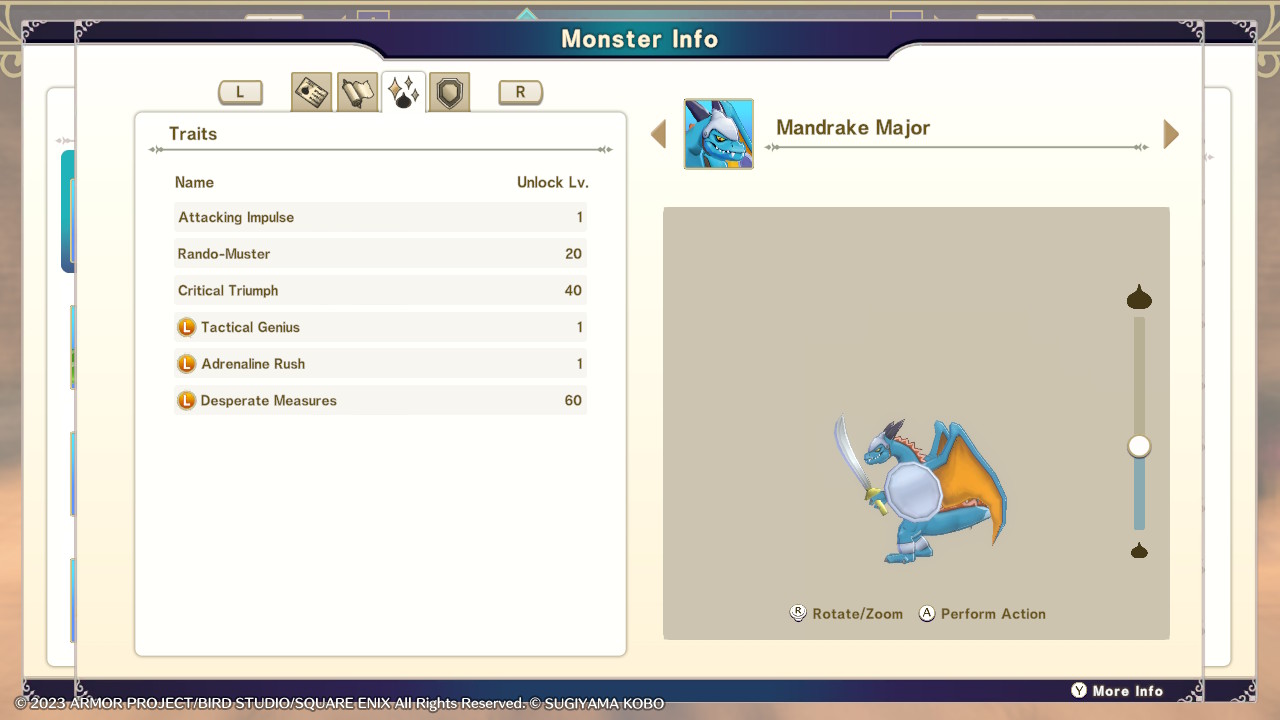 Monster Info
L
R
Traits
Mandrake Major
Name Unlock Lv.
Attacking Impulse 1
Rando-Muster 20
Critical Triumph 40
L Tactical Genius 1
L Adrenaline Rush 1
L Desperate Measures 60
R Rotate/Zoom A Perform Action
Y More Info
© 2023 ARMOR PROJECT/BIRD STUDIO/SQUARE ENIX All Rights Reserved. © SUGIYAMA KOBO